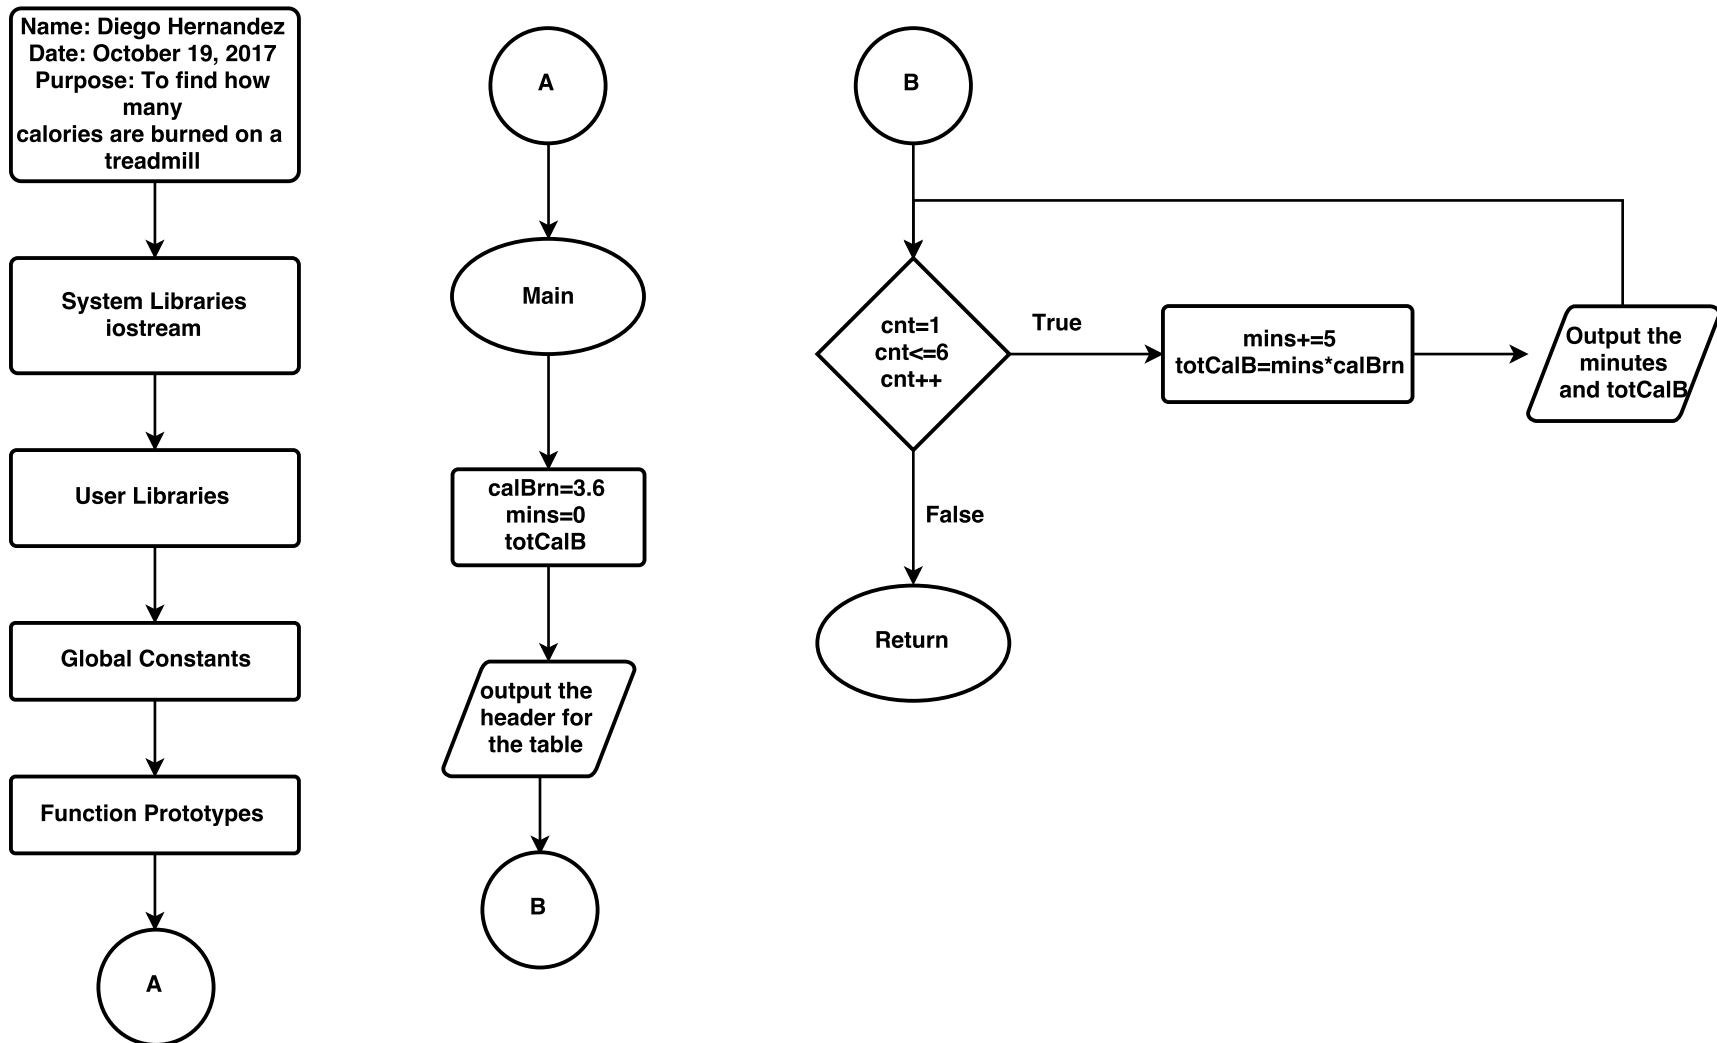 Name: Diego Hernandez
Date: October 19, 2017
Purpose: To find how
many
calories are burned on a
treadmill
System Libraries
iostream
User Libraries
Global Constants
Function Prototypes
A
A
Main
calBrn=3.6
mins=0
totCalB
output the
header for
the table
B
B
cnt=1
cnt<=6
cnt++
True
mins+=5
totCalB=mins*calBrn
Output the
minutes
and totCalB
False
Return